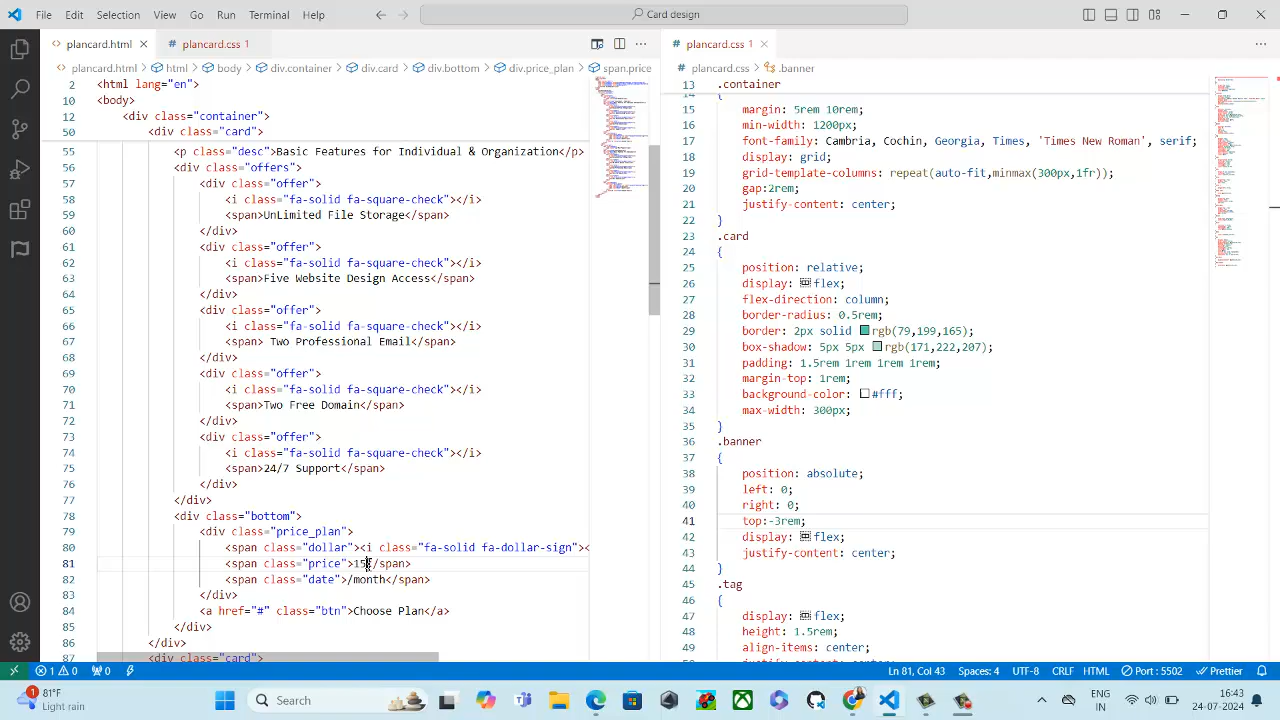 File Edit Selection View Go Run Terminal Help
Card design
plancard.html
plancard.css 1
plancard.html > html > body > div.container > div.card > div.bottom > div.price_plan > span.price
2 <html lang="en">
10 <body>
<div class="container">
50 <div class="card">
class="desc">Basic Features for Individual & Organization</p>
56 <div class="offers">
57 <div class="offer">
58 <i class="fa-solid fa-square-check"></i>
59 <span>UnLimited File Storage</span>
60 </div>
61 <div class="offer">
62 <i class="fa-solid fa-square-check"></i>
63 <span>Five Website Design Access</span>
64 </div>
65 <div class="offer">
66 <i class="fa-solid fa-square-check"></i>
67 <span> Two Professional Email</span>
68 </div>
69 <div class="offer">
70 <i class="fa-solid fa-square-check"></i>
71 <span>Two Free Domain</span>
72 </div>
73 <div class="offer">
74 <i class="fa-solid fa-square-check"></i>
75 <span>24/7 Support</span>
76 </div>
77 </div>
78 <div class="bottom">
79 <div class="price_plan">
80 <span class="dollar"><i class="fa-solid fa-dollar-sign"><
81 <span class="price">15</span>
82 <span class="date">/month</span>
83 </div>
84 <a href="#" class="btn">Choose Plan</a>
85 </div>
86 </div>
87 <div class="card">
plancard.css 1
plancard.css > .banner
13 .container
14 {
15 margin: 5rem 10rem;
16 min-width: 1200px;
17 font-family: Cambria, Cochin, Georgia, Times, 'Times New Roman', serif;
18 display: grid;
19 grid-template-columns: repeat(auto-fit,minmax(300px,1fr));
20 gap:2rem;
21 justify-content: center;
22 }
23 .card
24 {
25 position: relative;
26 display: flex;
27 flex-direction: column;
28 border-radius: 0.5rem;
29 border: 2px solid rgb(79,199,165);
30 box-shadow: 5px 5px rgb(171,222,207);
31 padding: 1.5rem 1rem 1rem 1rem;
32 margin-top: 1rem;
33 background-color: #fff;
34 max-width: 300px;
35 }
36 .banner
37 {
38 position: absolute;
39 left: 0;
40 right: 0;
41 top:-3rem;
42 display: flex;
43 justify-content: center;
44 }
45 .tag
46 {
47 display: flex;
48 height: 1.5rem;
49 align-items: center;
50 justify-content: center;
1 0 0 Ln 81, Col 43 Spaces: 4 UTF-8 CRLF HTML Port : 5502 Prettier
1
81°F
Light rain
Search
ENG
IN
16:43
24-07-2024